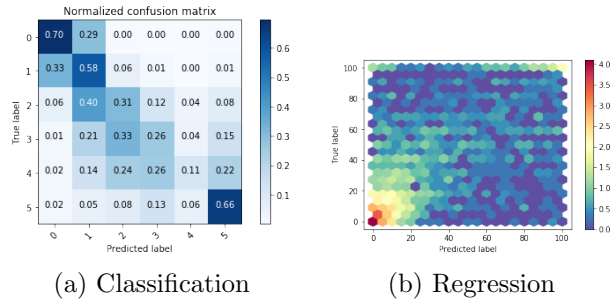 Normalized confusion matrix
0 0.70 0.29 0.00 0.00 0.00 0.00
1 0.33 0.58 0.06 0.01 0.00 0.01
2 0.06 0.40 0.31 0.12 0.04 0.08
3 0.01 0.21 0.33 0.26 0.04 0.15
4 0.02 0.14 0.24 0.26 0.11 0.22
5 0.02 0.05 0.08 0.13 0.06 0.66
0 1 2 3 4 5
True label
Predicted label
0.6
0.5
0.4
0.3
0.2
0.1
(a) Classification
100
80
60
40
20
0
True label
0 20 40 60 80 100
Predicted label
4.0
3.5
3.0
2.5
2.0
1.5
1.0
0.5
0.0
(b) Regression